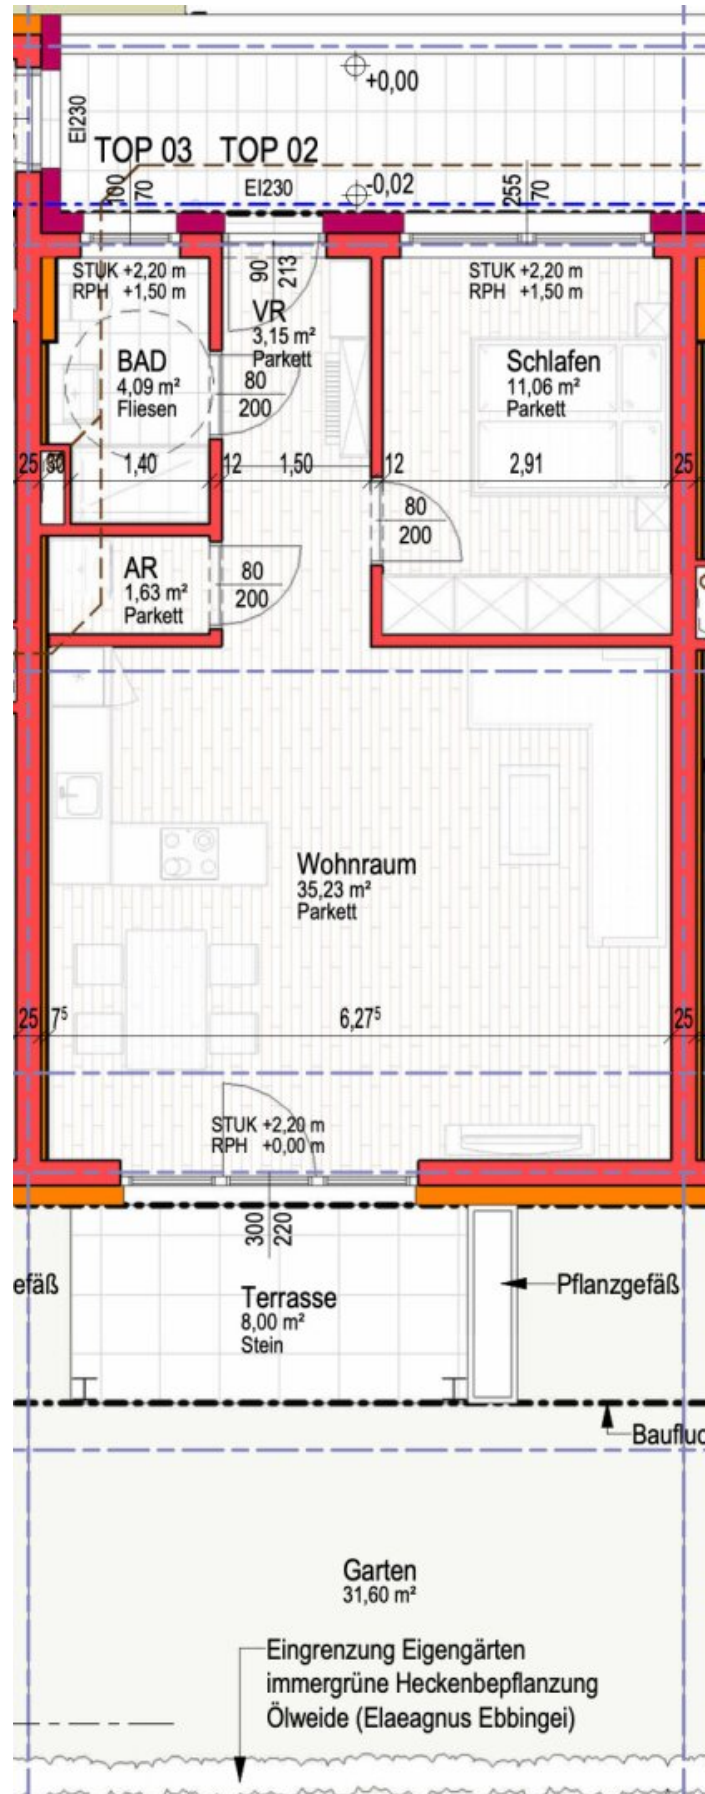 +0,00
EI230
TOP 03 TOP 02
100
70
EI230
-0,02
255
70
STUK +2,20 m
RPH +1,50 m
90
213
STUK +2,20 m
RPH +1,50 m
VR
3,15 m²
Parkett
BAD
4,09 m²
Fliesen
80
200
Schlafen
11,06 m²
Parkett
25 30 1,40 12 1,50 12 2,91 25
80
200
AR
1,63 m²
Parkett
80
200
Wohnraum
35,23 m²
Parkett
25 7⁵ 6,27⁵ 25
STUK +2,20 m
RPH +0,00 m
300
220
efäß
Pflanzgefäß
Terrasse
8,00 m²
Stein
Baufluc
Garten
31,60 m²
Eingrenzung Eigengärten
immergrüne Heckenbepflanzung
Ölweide (Elaeagnus Ebbingei)